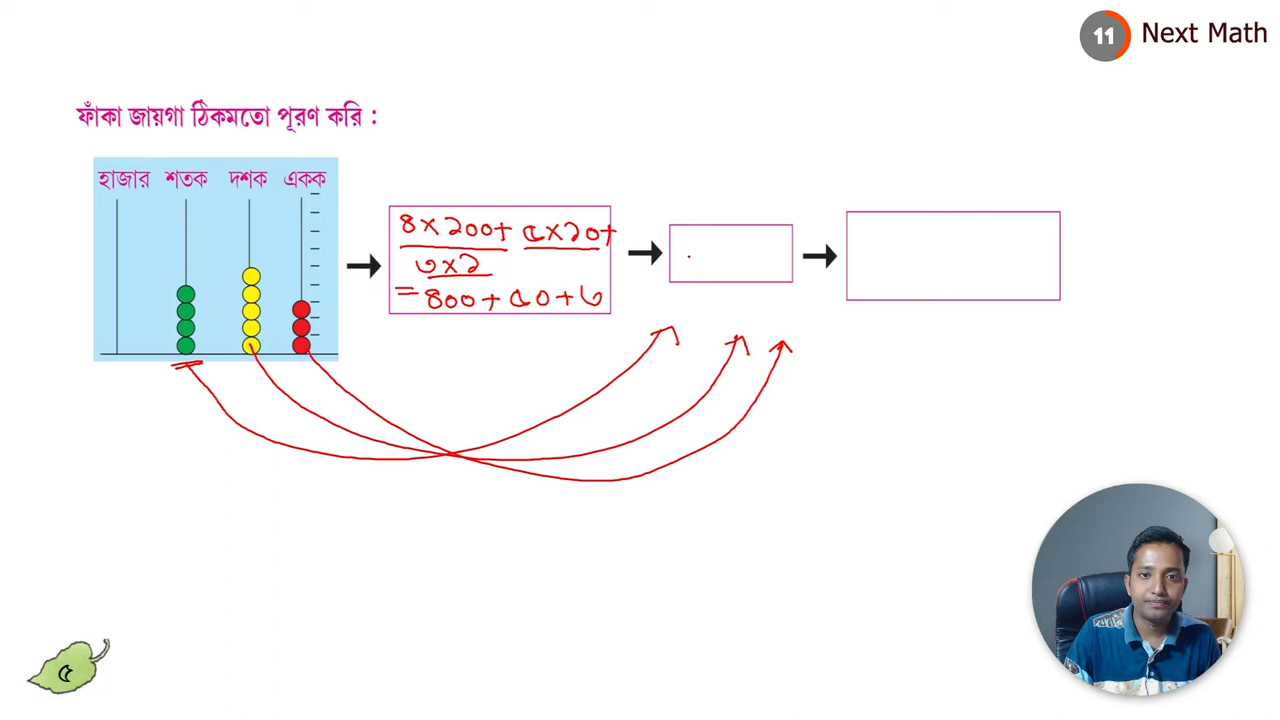 11 Next Math
ফাঁকা জায়গা ঠিকমতো পূরণ করি :
হাজার শতক দশক একক
৪×১০০+ ৫×১০+
৩×১
=৪০০+৫০+৩
৫